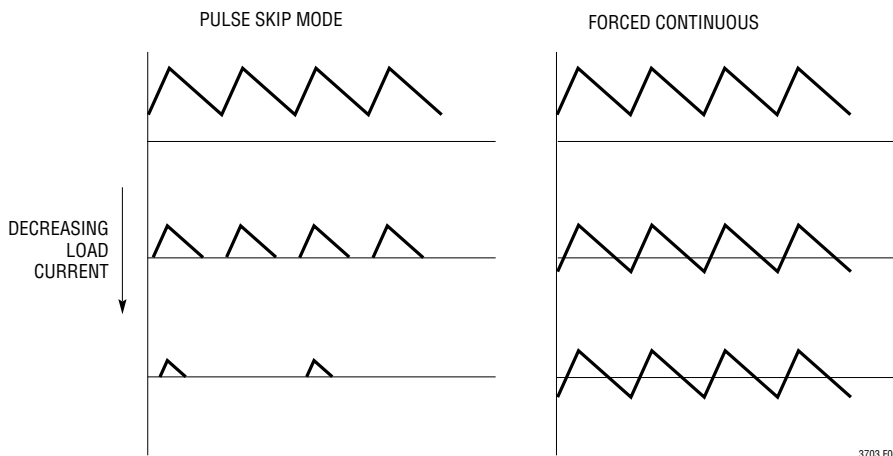 PULSE SKIP MODE
FORCED CONTINUOUS
DECREASING
LOAD
CURRENT
3703 F0